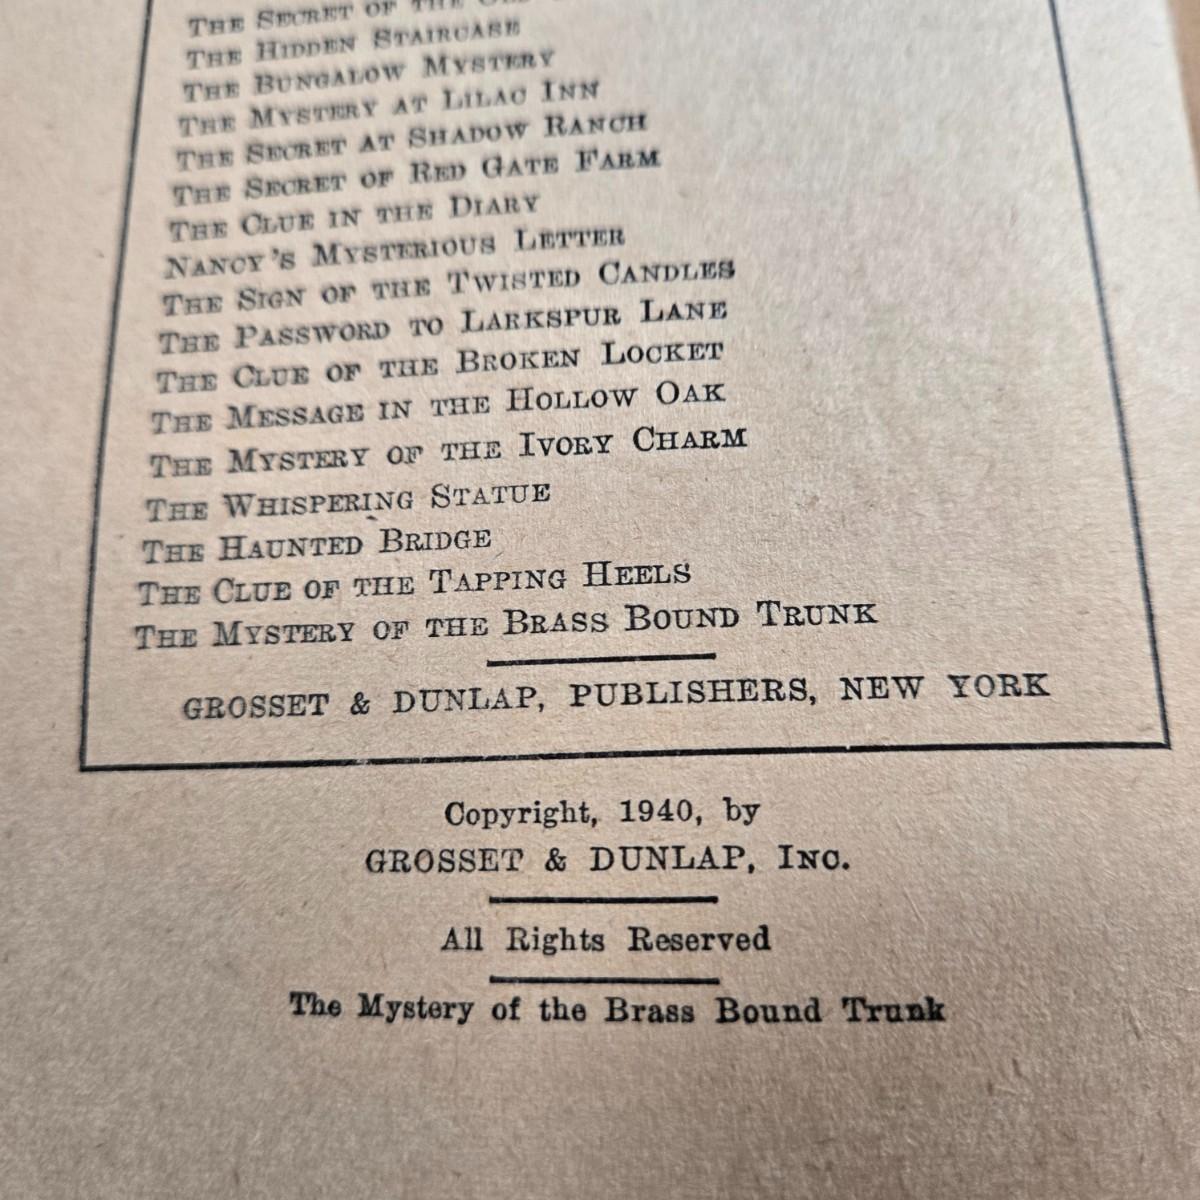 THE SECRET OF THE
THE HIDDEN STAIRCASE
THE BUNGALOW MYSTERY
THE MYSTERY AT LILAC INN
THE SECRET AT SHADOW RANCH
THE SECRET OF RED GATE FARM
THE CLUE IN THE DIARY
NANCY'S MYSTERIOUS LETTER
THE SIGN OF THE TWISTED CANDLES
THE PASSWORD TO LARKSPUR LANE
THE CLUE OF THE BROKEN LOCKET
THE MESSAGE IN THE HOLLOW OAK
THE MYSTERY OF THE IVORY CHARM
THE WHISPERING STATUE
THE HAUNTED BRIDGE
THE CLUE OF THE TAPPING HEELS
THE MYSTERY OF THE BRASS BOUND TRUNK
GROSSET & DUNLAP, PUBLISHERS, NEW YORK
Copyright, 1940, by
GROSSET & DUNLAP, INC.
All Rights Reserved
The Mystery of the Brass Bound Trunk